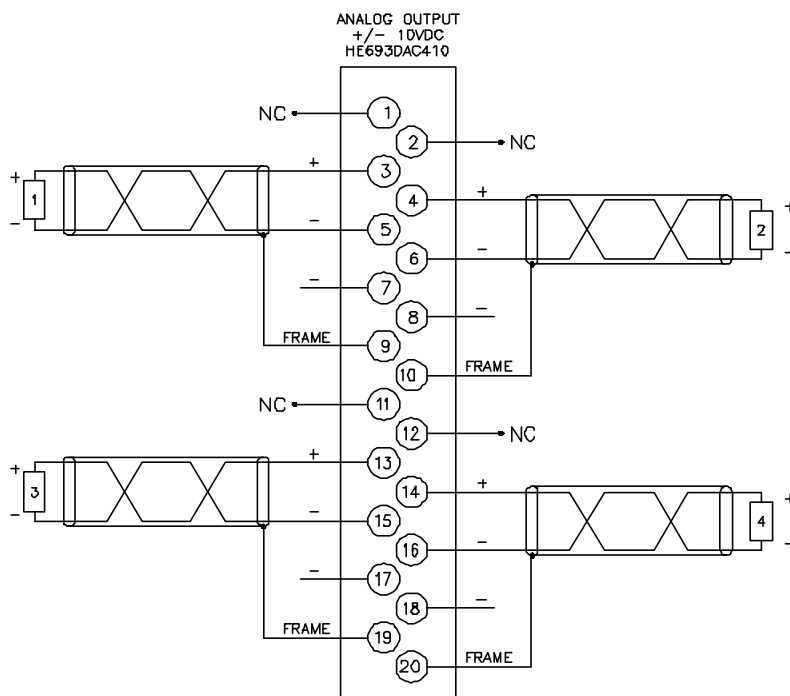 ANALOG OUTPUT
+/- 10VDC
HE693DAC410
NC 1
2 NC
+ 3
+ 1 -
4 +
+ 2 -
- 5
6 -
- 7
8 -
FRAME 9
10 FRAME
NC 11
12 NC
+ 13
+ 3 -
14 +
+ 4 -
- 15
16 -
- 17
18 -
FRAME 19
20 FRAME